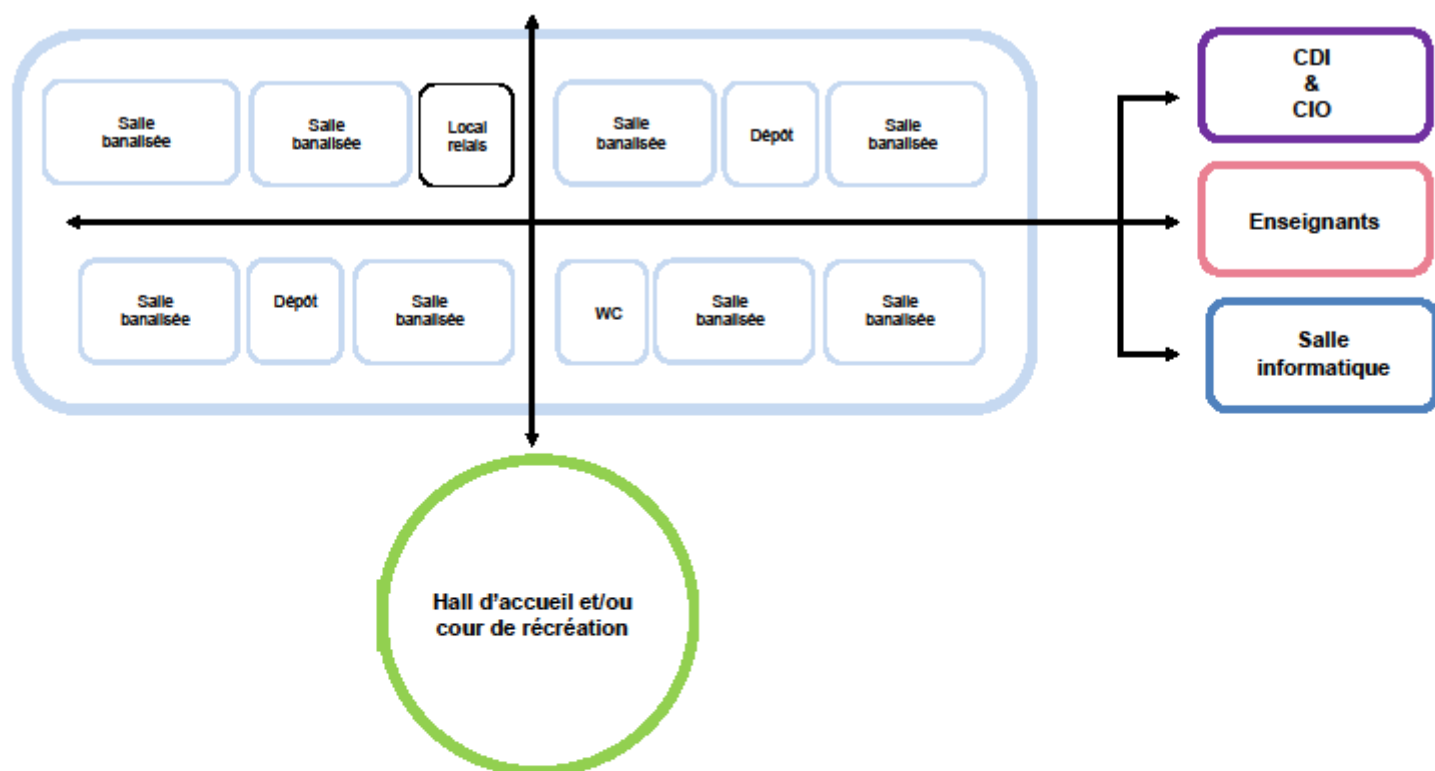 CDI
&
CIO
Salle
banalisée
Salle
banalisée
Local
relais
Salle
banalisée
Dépôt
Salle
banalisée
Enseignants
Salle
banalisée
Dépôt
Salle
banalisée
WC
Salle
banalisée
Salle
banalisée
Salle
informatique
Hall d'accueil et/ou
cour de récréation